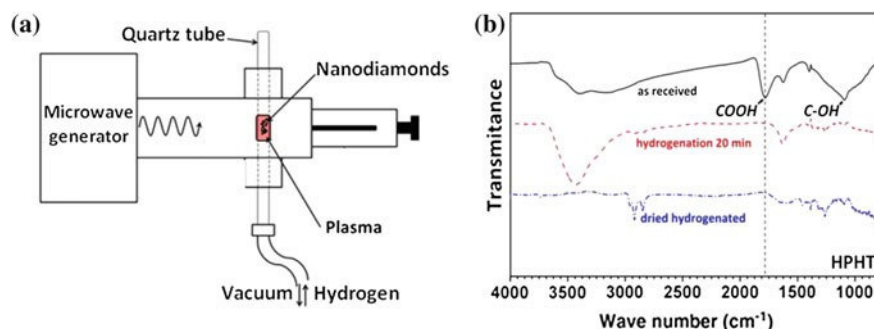 (a)
Quartz tube
Nanodiamonds
Microwave
generator
Plasma
Vacuum
Hydrogen
(b)
Transmitance
as received
COOH
C-OH
hydrogenation 20 min
dried hydrogenated
HPHT
4000 3500 3000 2500 2000 1500 1000
Wave number (cm-1)